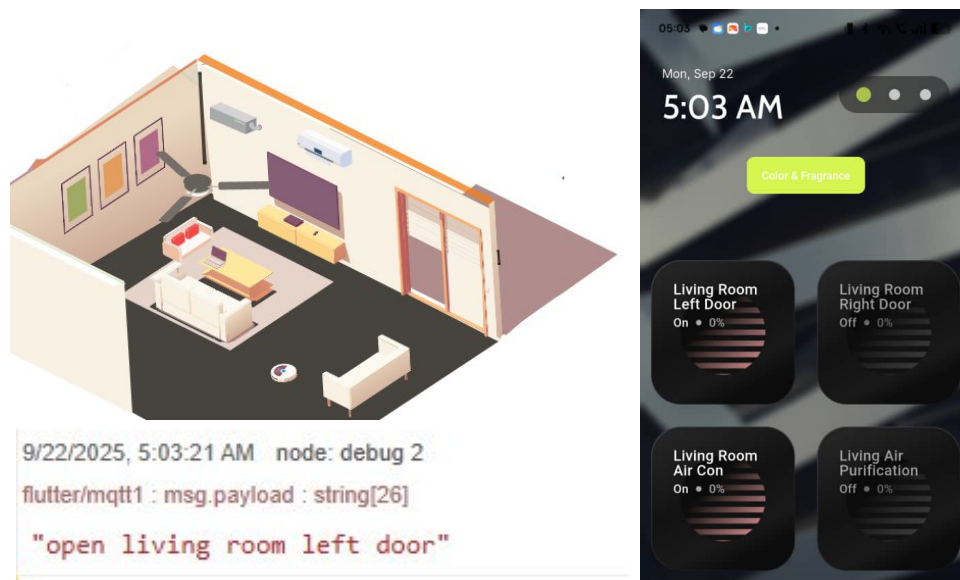 9/22/2025, 5:03:21 AM node: debug 2
flutter/mqtt1 : msg.payload : string[26]
"open living room left door"
05:03
Mon, Sep 22
5:03 AM
Color & Fragrance
Living Room
Left Door
On • 0%
Living Room
Right Door
Off • 0%
Living Room
Air Con
On • 0%
Living Air
Purification
Off • 0%